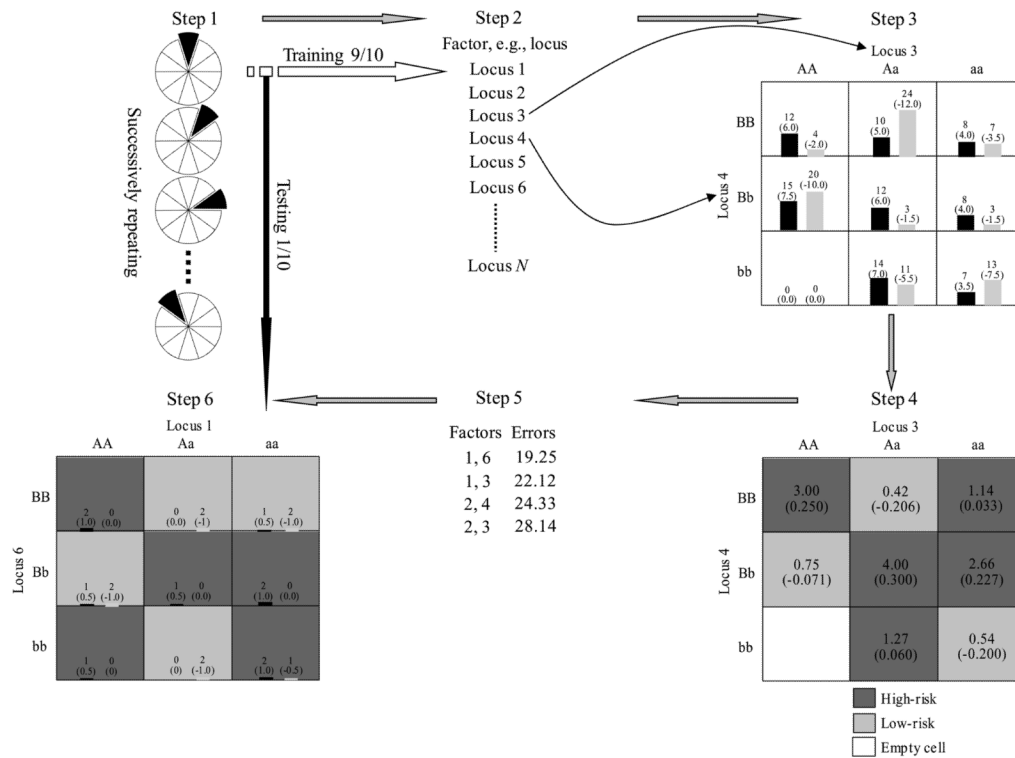 Step 1
Step 2
Step 3
Successively repeating
Training 9/10
Testing 1/10
Factor, e.g., locus
Locus 1
Locus 2
Locus 3
Locus 4
Locus 5
Locus 6
Locus N
Locus 3
AA Aa aa
Locus 4
BB
12 4 10 24 8 7
(6.0) (-2.0) (5.0) (-12.0) (4.0) (-3.5)
Bb
15 20 12 3 8 3
(7.5) (-10.0) (6.0) (-1.5) (4.0) (-1.5)
bb
0 0 14 11 7 13
(0.0) (0.0) (7.0) (-5.5) (3.5) (-7.5)
Step 6
Step 5
Step 4
Locus 1
AA Aa aa
Locus 6
BB
2 0 0 2 1 2
(1.0) (0.0) (0.0) (-1) (0.5) (-1.0)
Bb
1 2 1 0 2 0
(0.5) (-1.0) (0.5) (0.0) (1.0) (0.0)
bb
1 0 0 2 2 1
(0.5) (0) (0) (-1.0) (1.0) (-0.5)
Factors Errors
1, 6 19.25
1, 3 22.12
2, 4 24.33
2, 3 28.14
Locus 3
AA Aa aa
Locus 4
BB
3.00 0.42 1.14
(0.250) (-0.206) (0.033)
Bb
0.75 4.00 2.66
(-0.071) (0.300) (0.227)
bb
1.27 0.54
(0.060) (-0.200)
High-risk
Low-risk
Empty cell